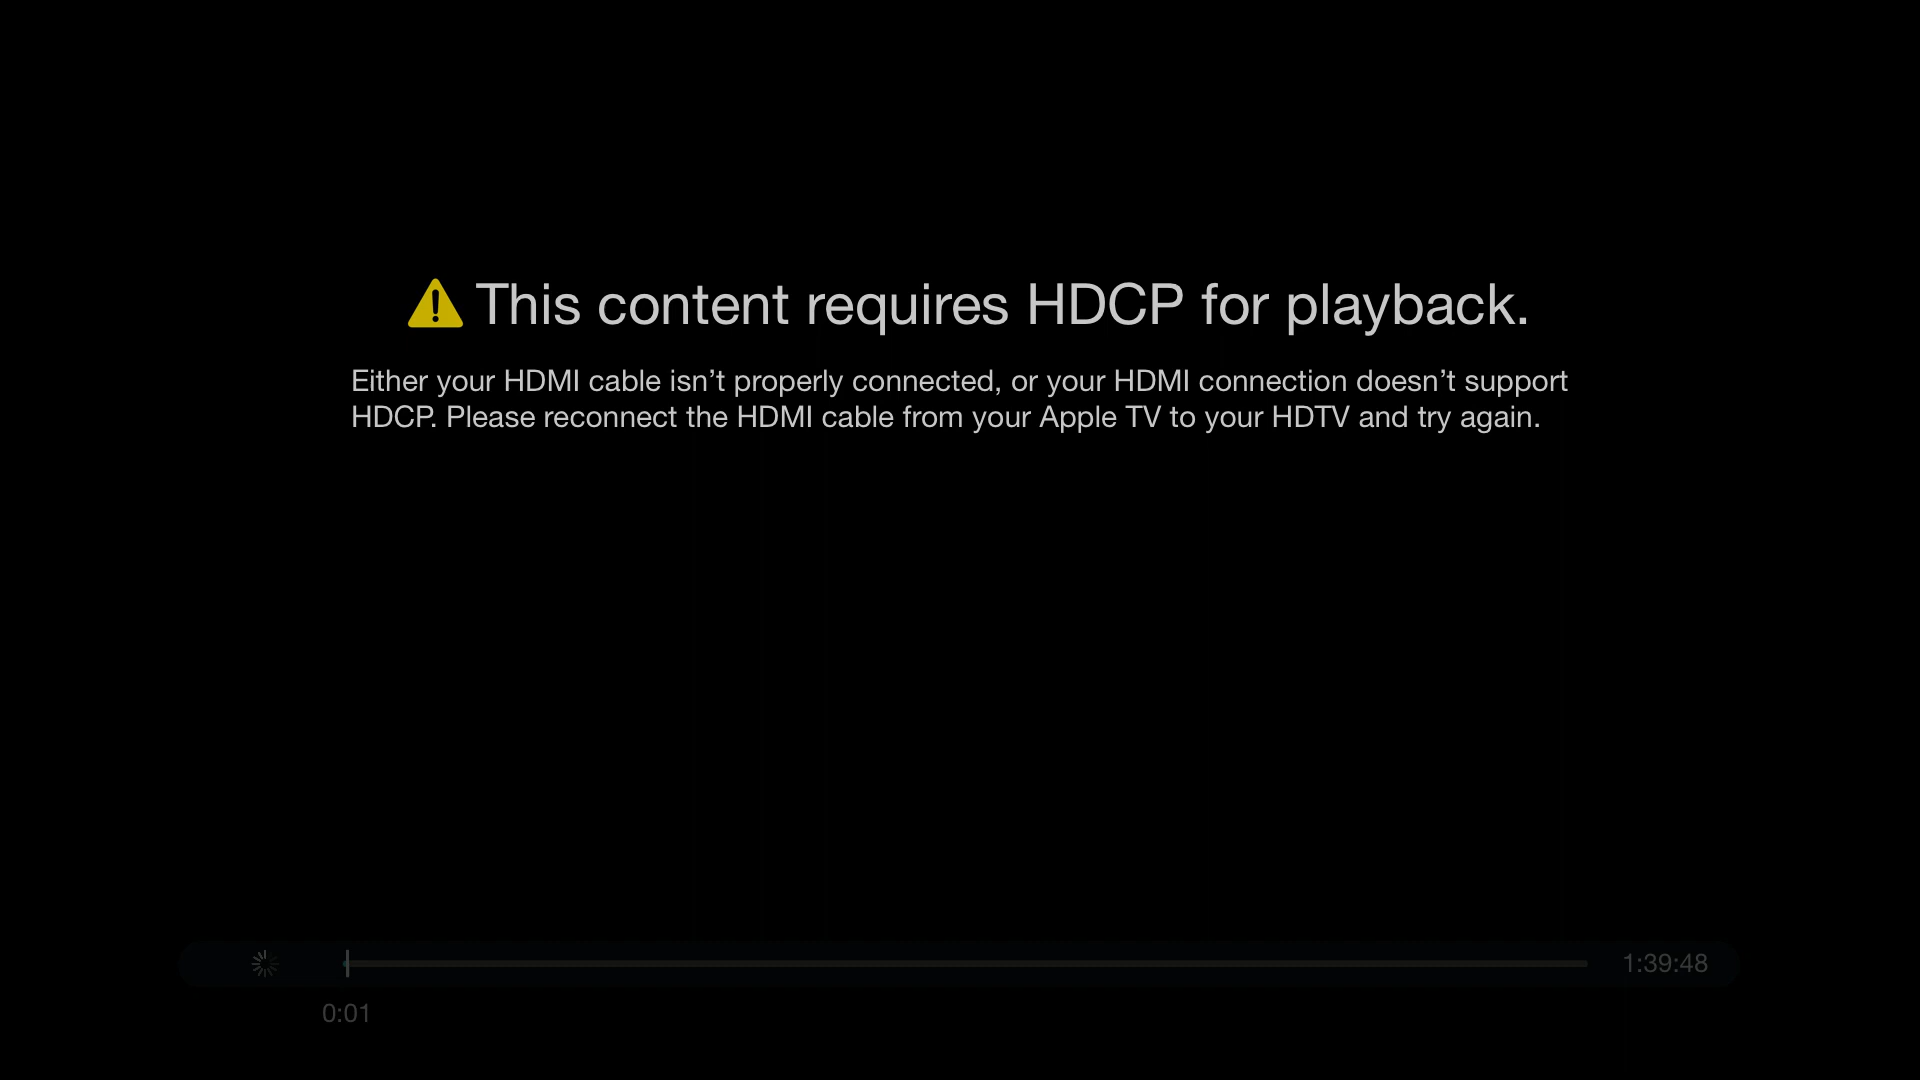 This content requires HDCP for playback.
Either your HDMI cable isn’t properly connected, or your HDMI connection doesn’t support
HDCP. Please reconnect the HDMI cable from your Apple TV to your HDTV and try again.
1:39:48
0:01